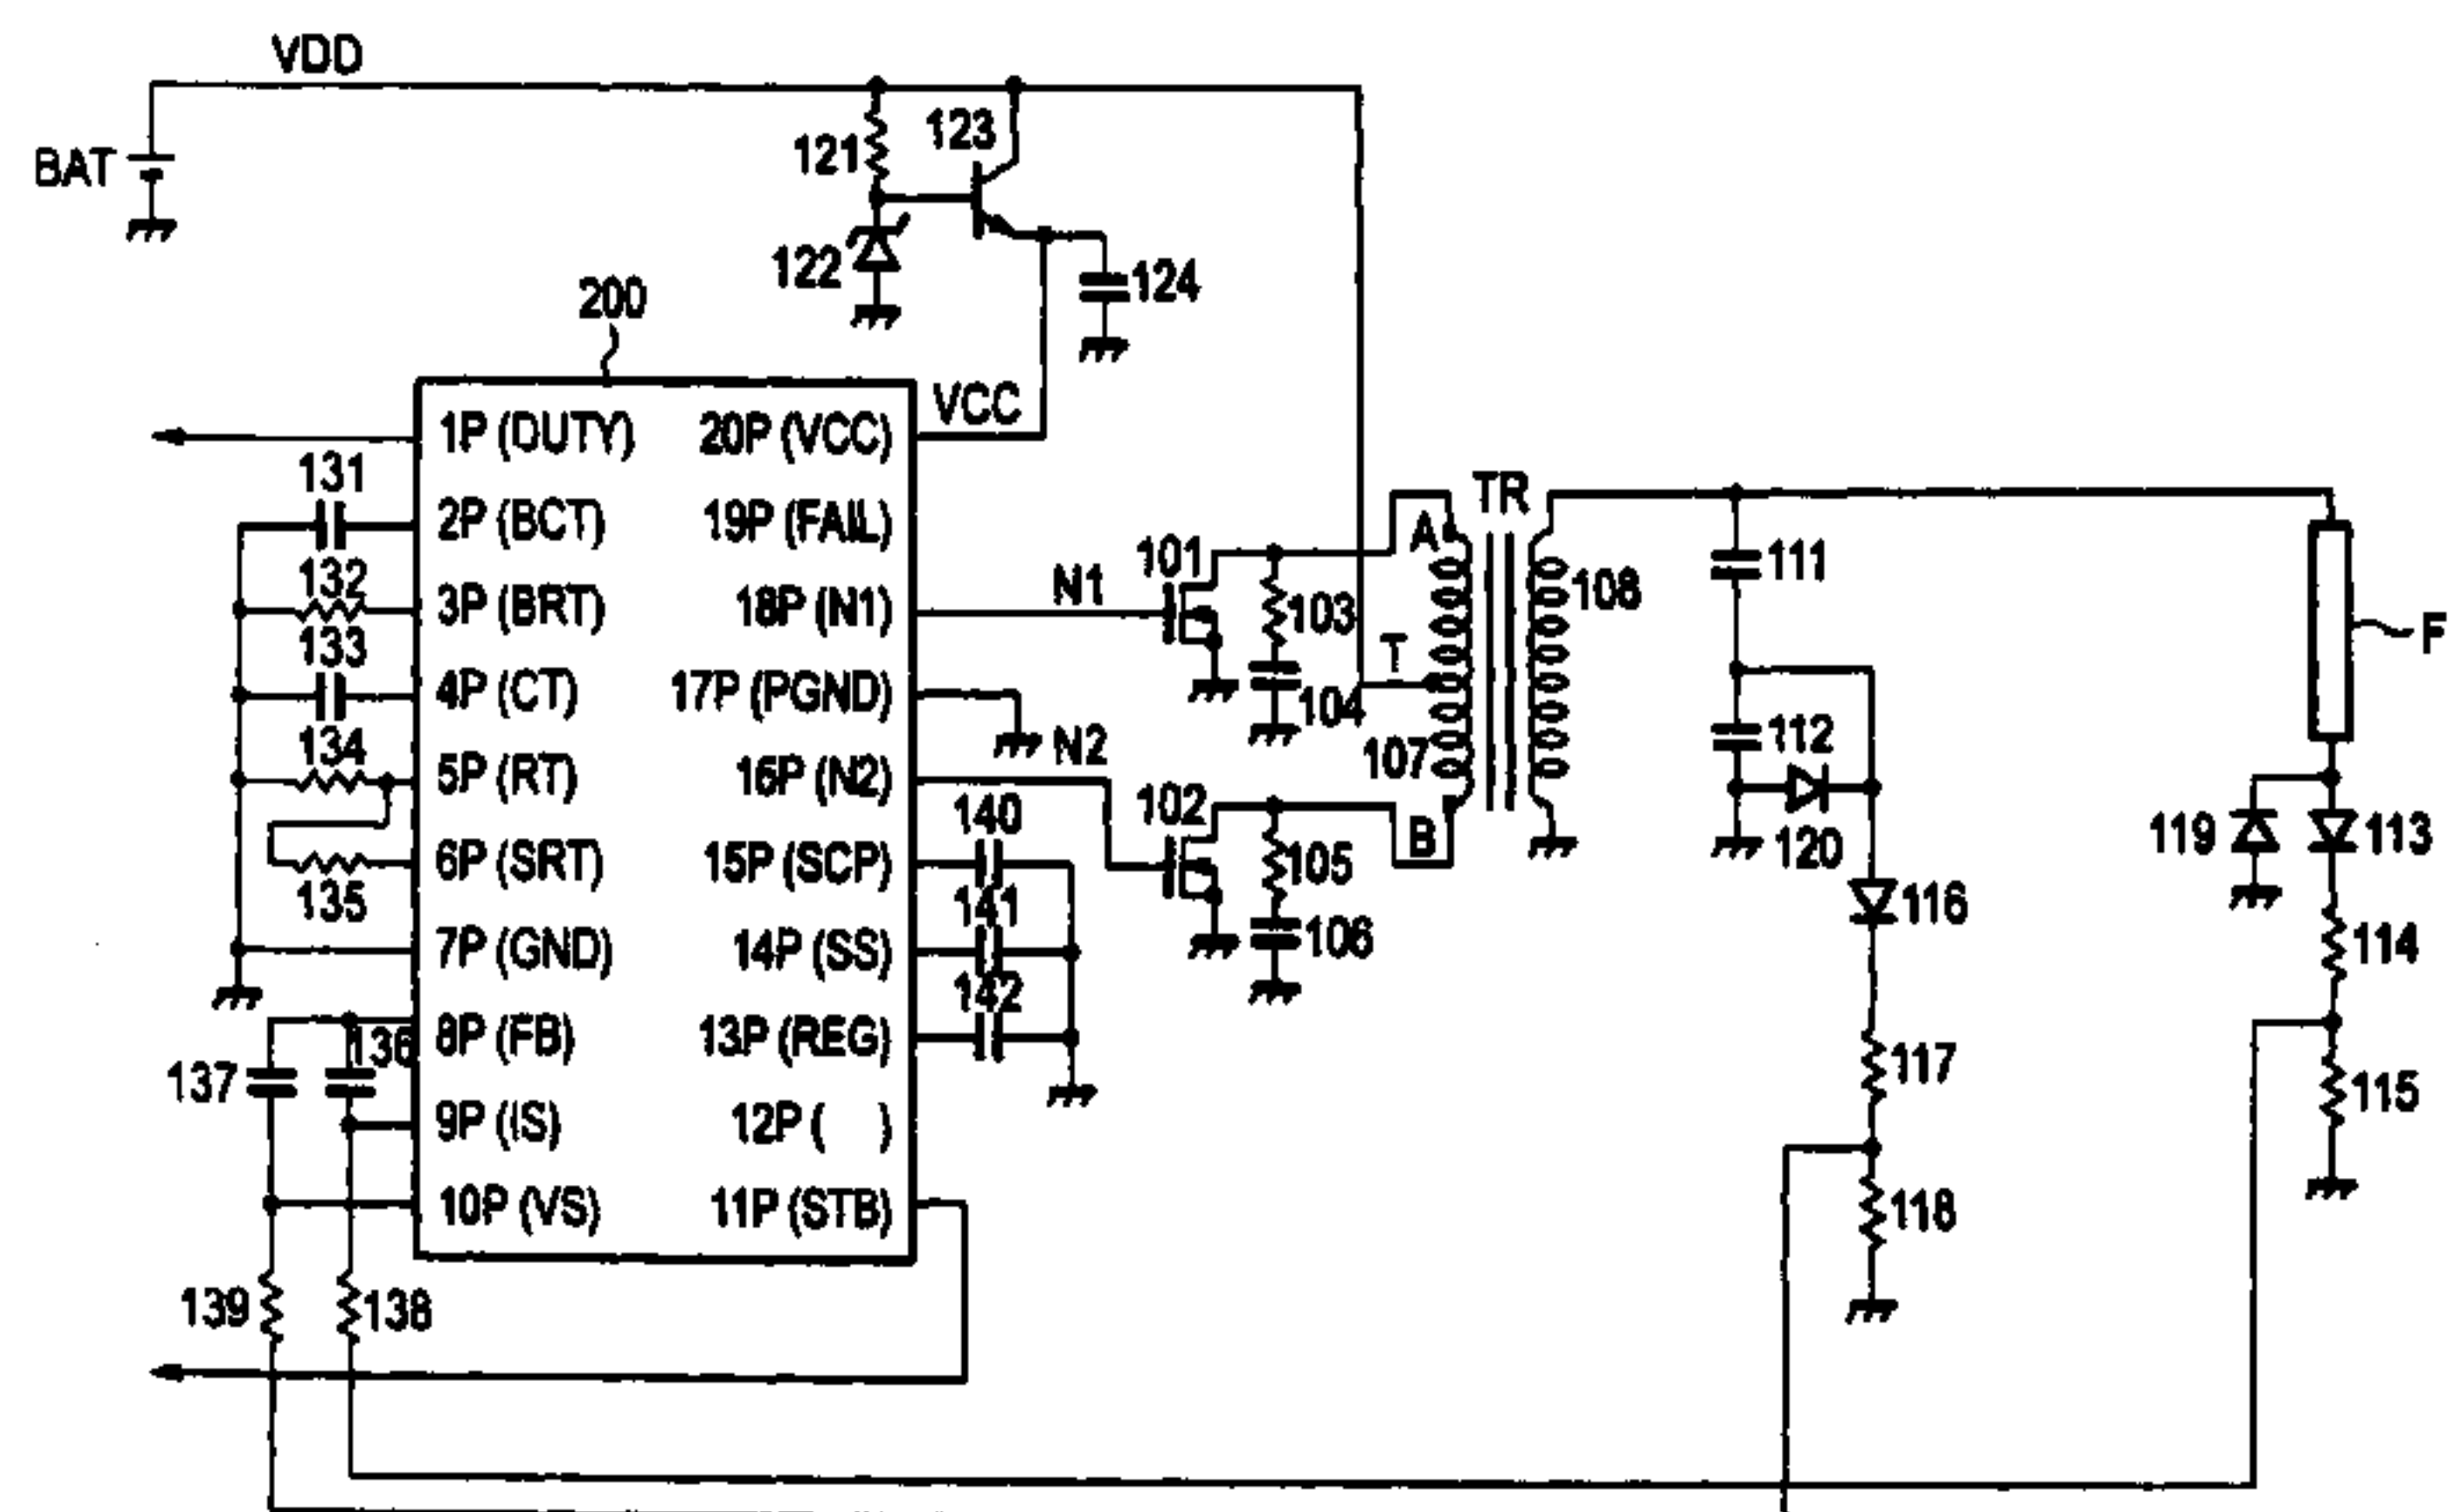 VDD
BAT
121
123
122
124
200
VCC
1P (DUTY)
20P (VCC)
131
2P (BCT)
19P (FAIL)
132
3P (BRT)
18P (N1)
N1
101
103
133
4P (CT)
17P (PGND)
104
134
5P (RT)
16P (N2)
N2
102
TR
A
T
107
108
B
111
112
120
F
119
113
135
6P (SRT)
15P (SCP)
140
105
106
116
114
7P (GND)
14P (SS)
141
142
137
136
8P (FB)
13P (REG)
117
115
9P (IS)
12P ( )
10P (VS)
11P (STB)
118
139
138